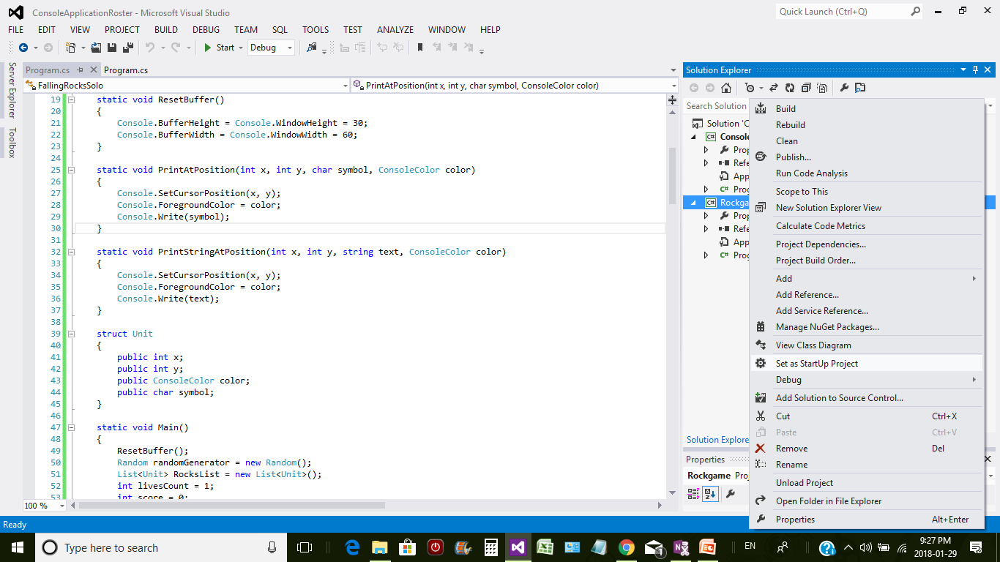 ConsoleApplicationRoster - Microsoft Visual Studio
Quick Launch (Ctrl+Q)
FILE EDIT VIEW PROJECT BUILD DEBUG TEAM SQL TOOLS TEST ANALYZE WINDOW HELP
Start Debug
Server Explorer
Toolbox
Program.cs Program.cs
FallingRocksSolo PrintAtPosition(int x, int y, char symbol, ConsoleColor color)
19 static void ResetBuffer()
20 {
21 Console.BufferHeight = Console.WindowHeight = 30;
22 Console.BufferWidth = Console.WindowWidth = 60;
23 }
24
25 static void PrintAtPosition(int x, int y, char symbol, ConsoleColor color)
26 {
27 Console.SetCursorPosition(x, y);
28 Console.ForegroundColor = color;
29 Console.Write(symbol);
30 }
31
32 static void PrintStringAtPosition(int x, int y, string text, ConsoleColor color)
33 {
34 Console.SetCursorPosition(x, y);
35 Console.ForegroundColor = color;
36 Console.Write(text);
37 }
38
39 struct Unit
40 {
41 public int x;
42 public int y;
43 public ConsoleColor color;
44 public char symbol;
45 }
46
47 static void Main()
48 {
49 ResetBuffer();
50 Random randomGenerator = new Random();
51 List<Unit> RocksList = new List<Unit>();
52 int livesCount = 1;
53 int score = 0;
100 %
Solution Explorer
Search Solution
Solution 'C
C# Console
Prop
Refe
App
C# Prog
C# Rockga
Prop
Refe
App
C# Prog
Solution Explore
Properties
Rockgame Pro
Build
Rebuild
Clean
Publish...
Run Code Analysis
Scope to This
New Solution Explorer View
Calculate Code Metrics
Project Dependencies...
Project Build Order...
Add
Add Reference...
Add Service Reference...
Manage NuGet Packages...
View Class Diagram
Set as StartUp Project
Debug
Add Solution to Source Control...
Cut Ctrl+X
Paste Ctrl+V
Remove Del
Rename
Unload Project
Open Folder in File Explorer
Properties Alt+Enter
Ready
Type here to search
EN
9:27 PM
2018-01-29